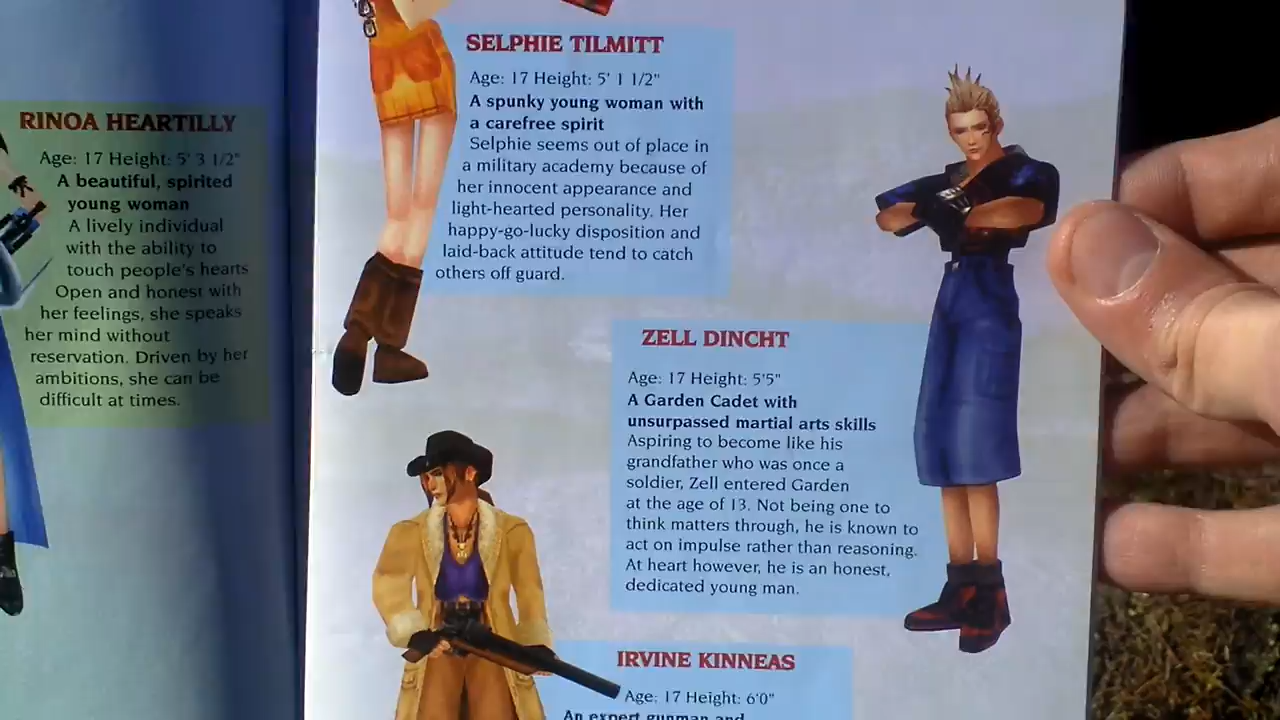 RINOA HEARTILLY
Age: 17 Height: 5' 3 1/2"
A beautiful, spirited
young woman
A lively individual
with the ability to
touch people's hearts
Open and honest with
her feelings, she speaks
her mind without
reservation. Driven by her
ambitions, she can be
difficult at times.
SELPHIE TILMITT
Age: 17 Height: 5' 1 1/2"
A spunky young woman with
a carefree spirit
Selphie seems out of place in
a military academy because of
her innocent appearance and
light-hearted personality. Her
happy-go-lucky disposition and
laid-back attitude tend to catch
others off guard.
ZELL DINCHT
Age: 17 Height: 5'5"
A Garden Cadet with
unsurpassed martial arts skills
Aspiring to become like his
grandfather who was once a
soldier, Zell entered Garden
at the age of 13. Not being one to
think matters through, he is known to
act on impulse rather than reasoning.
At heart however, he is an honest,
dedicated young man.
IRVINE KINNEAS
Age: 17 Height: 6'0"
An expert gunman and